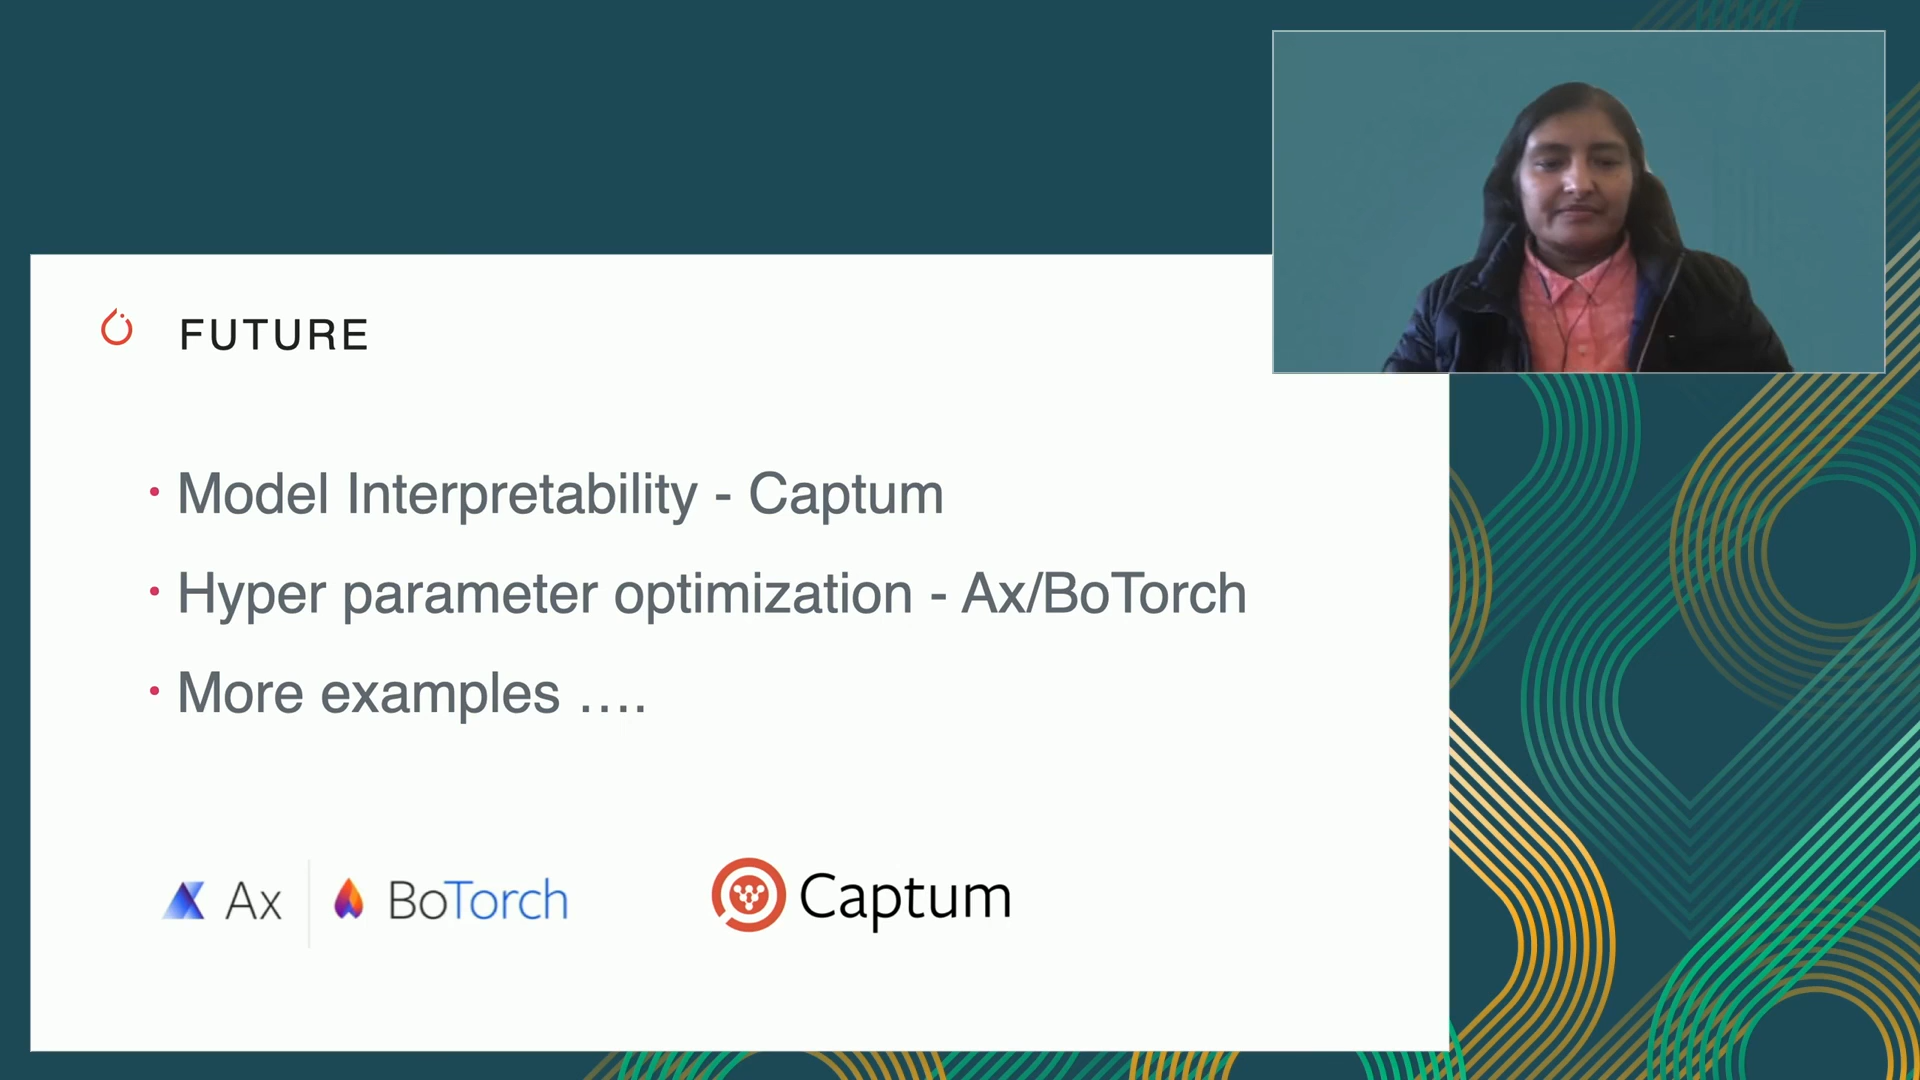 FUTURE
• Model Interpretability - Captum
• Hyper parameter optimization - Ax/BoTorch
• More examples ....
Ax | BoTorch
Captum